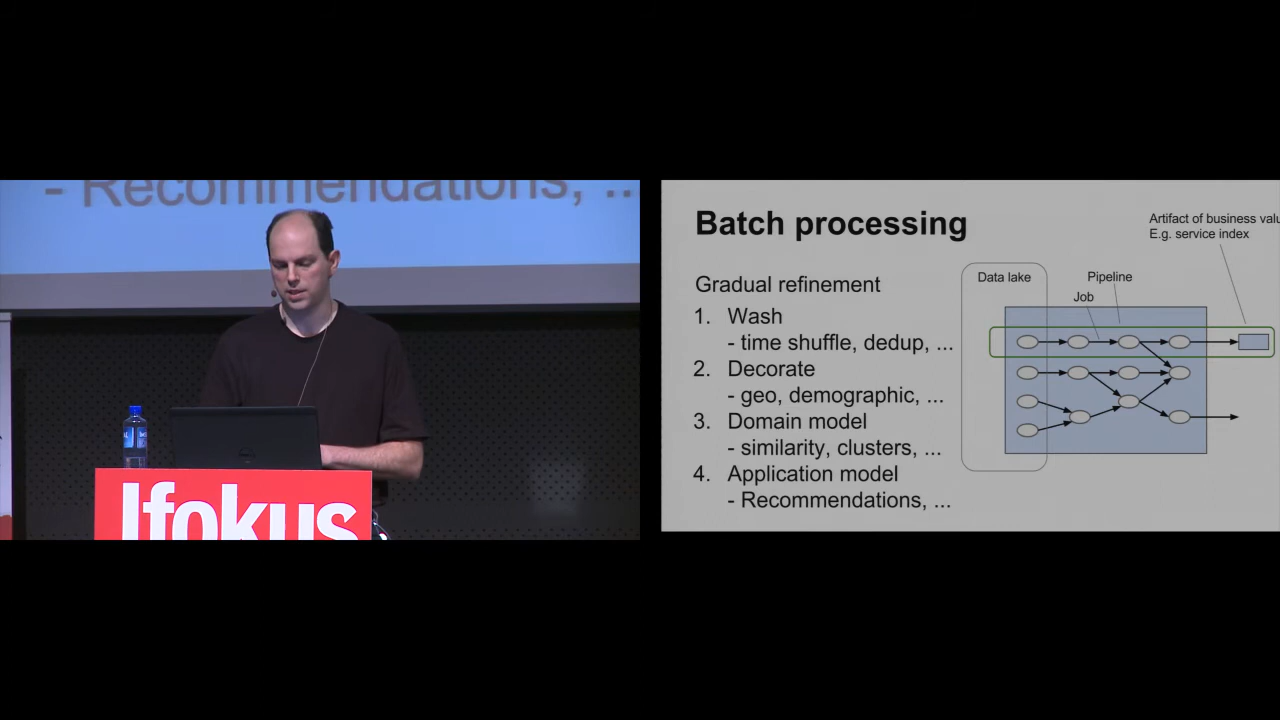 - Recommendations, ..
Jfokus
Batch processing
Artifact of business valu
E.g. service index
Gradual refinement
1. Wash
- time shuffle, dedup, ...
2. Decorate
- geo, demographic, ...
3. Domain model
- similarity, clusters, ...
4. Application model
- Recommendations, ...
Data lake
Pipeline
Job